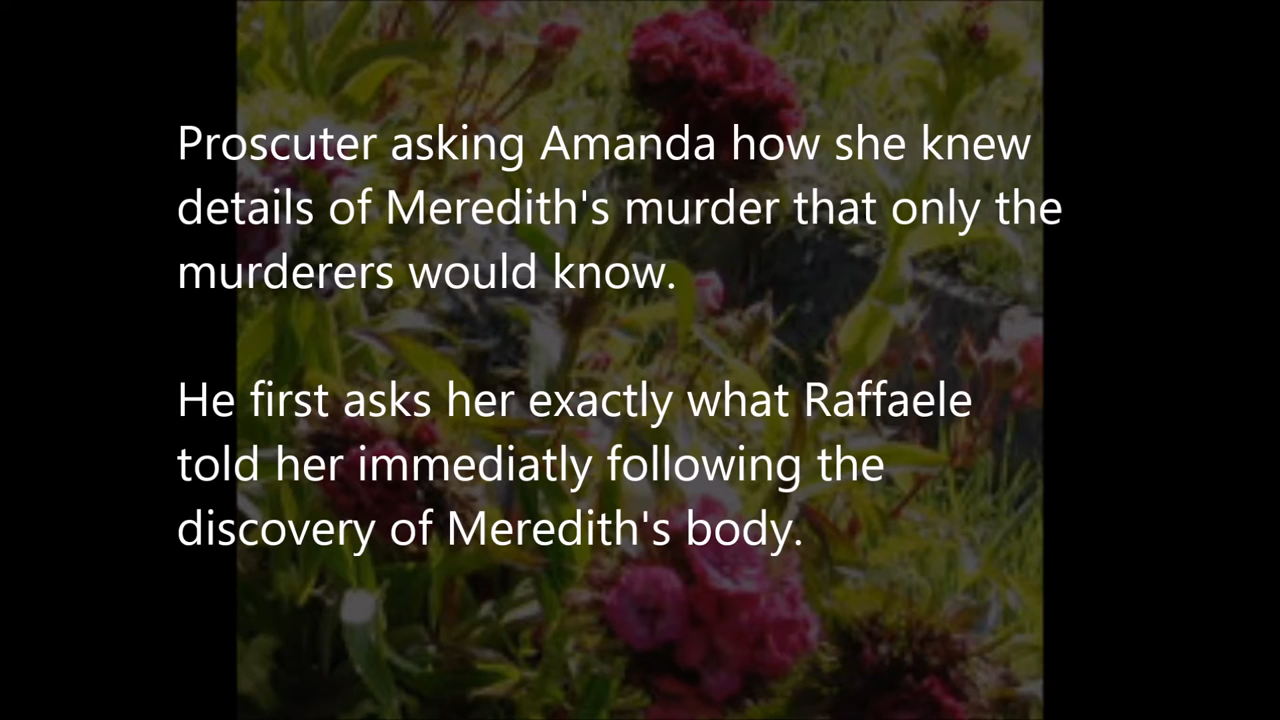 Proscuter asking Amanda how she knew
details of Meredith's murder that only the
murderers would know.
He first asks her exactly what Raffaele
told her immediatly following the
discovery of Meredith's body.